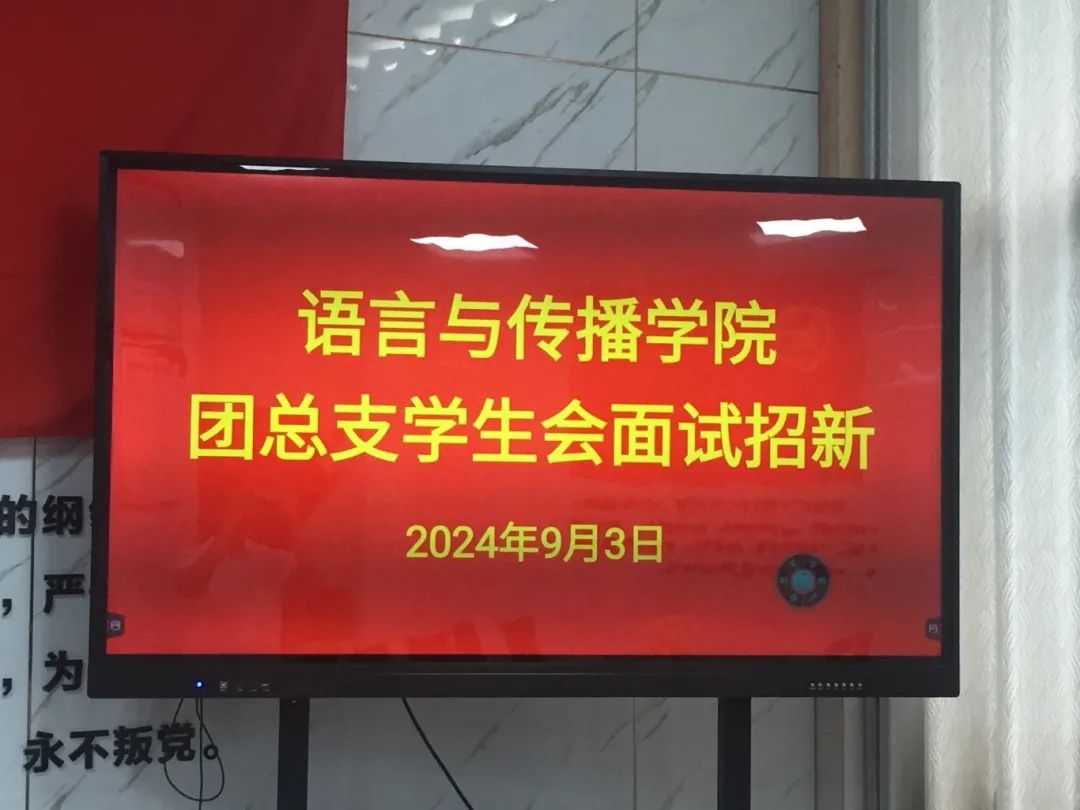 语言与传播学院
团总支学生会面试招新
2024年9月3日
的纲
，严
，为
永不叛党。